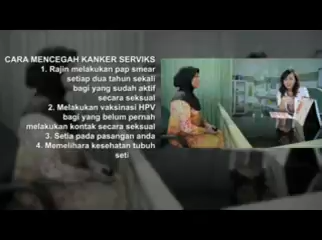 CARA MENCEGAH KANKER SERVIKS
1. Rajin melakukan pap smear
setiap dua tahun sekali
bagi yang sudah aktif
secara seksual
2. Melakukan vaksinasi HPV
bagi yang belum pernah
melakukan kontak secara seksual
3. Setia pada pasangan anda
4. Memelihara kesehatan tubuh
seti